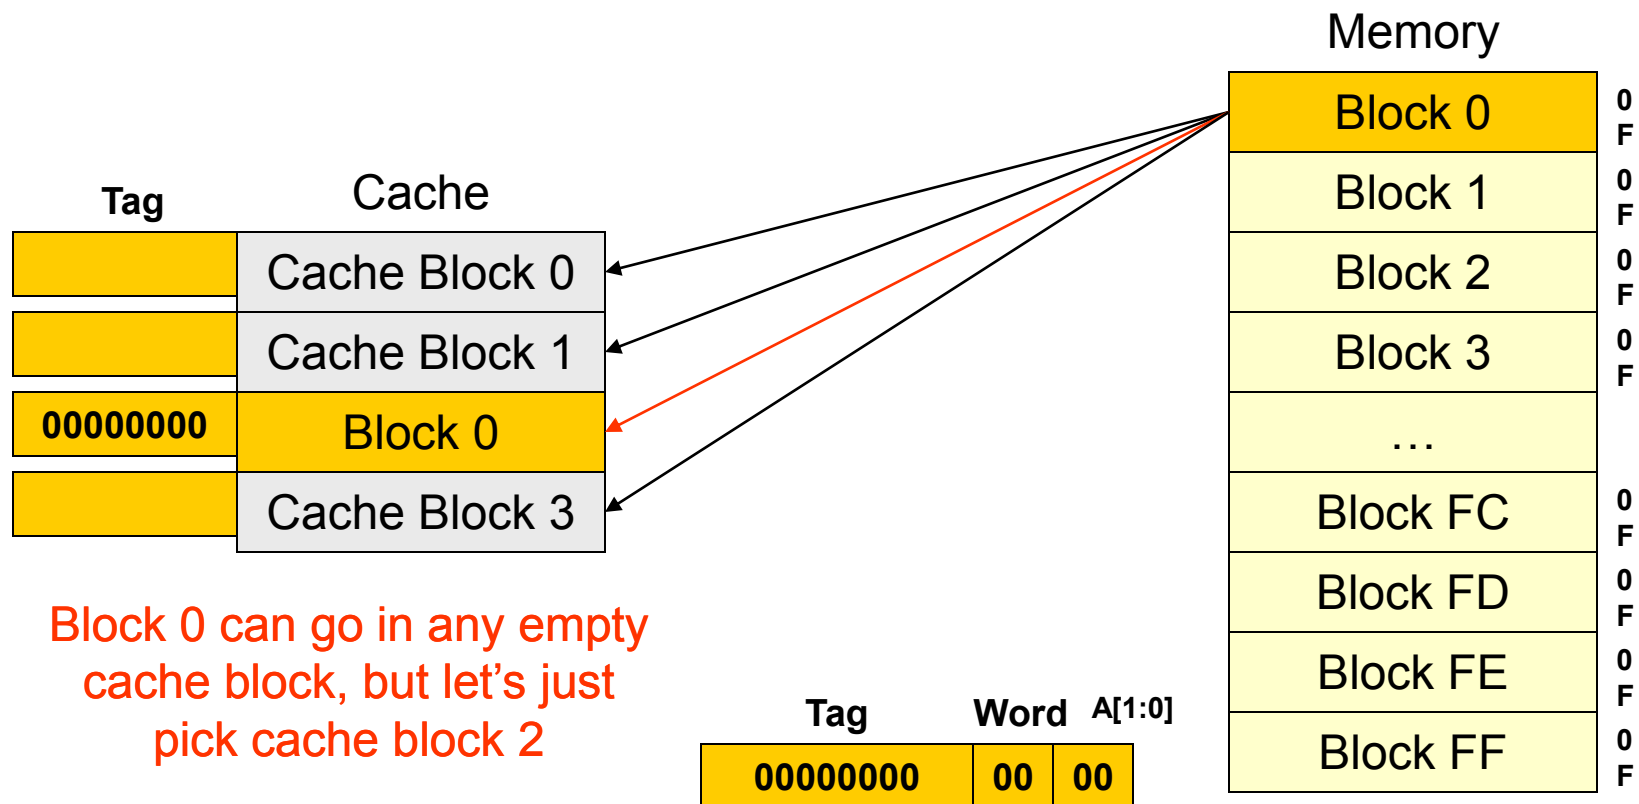 Memory
Block 0
0
F
Block 1
0
F
Block 2
0
F
Block 3
0
F
…
Block FC
0
F
Block FD
0
F
Block FE
0
F
Block FF
0
F
Tag Cache
Cache Block 0
Cache Block 1
00000000 Block 0
Cache Block 3
Block 0 can go in any empty
cache block, but let’s just
pick cache block 2
Tag Word A[1:0]
00000000 00 00